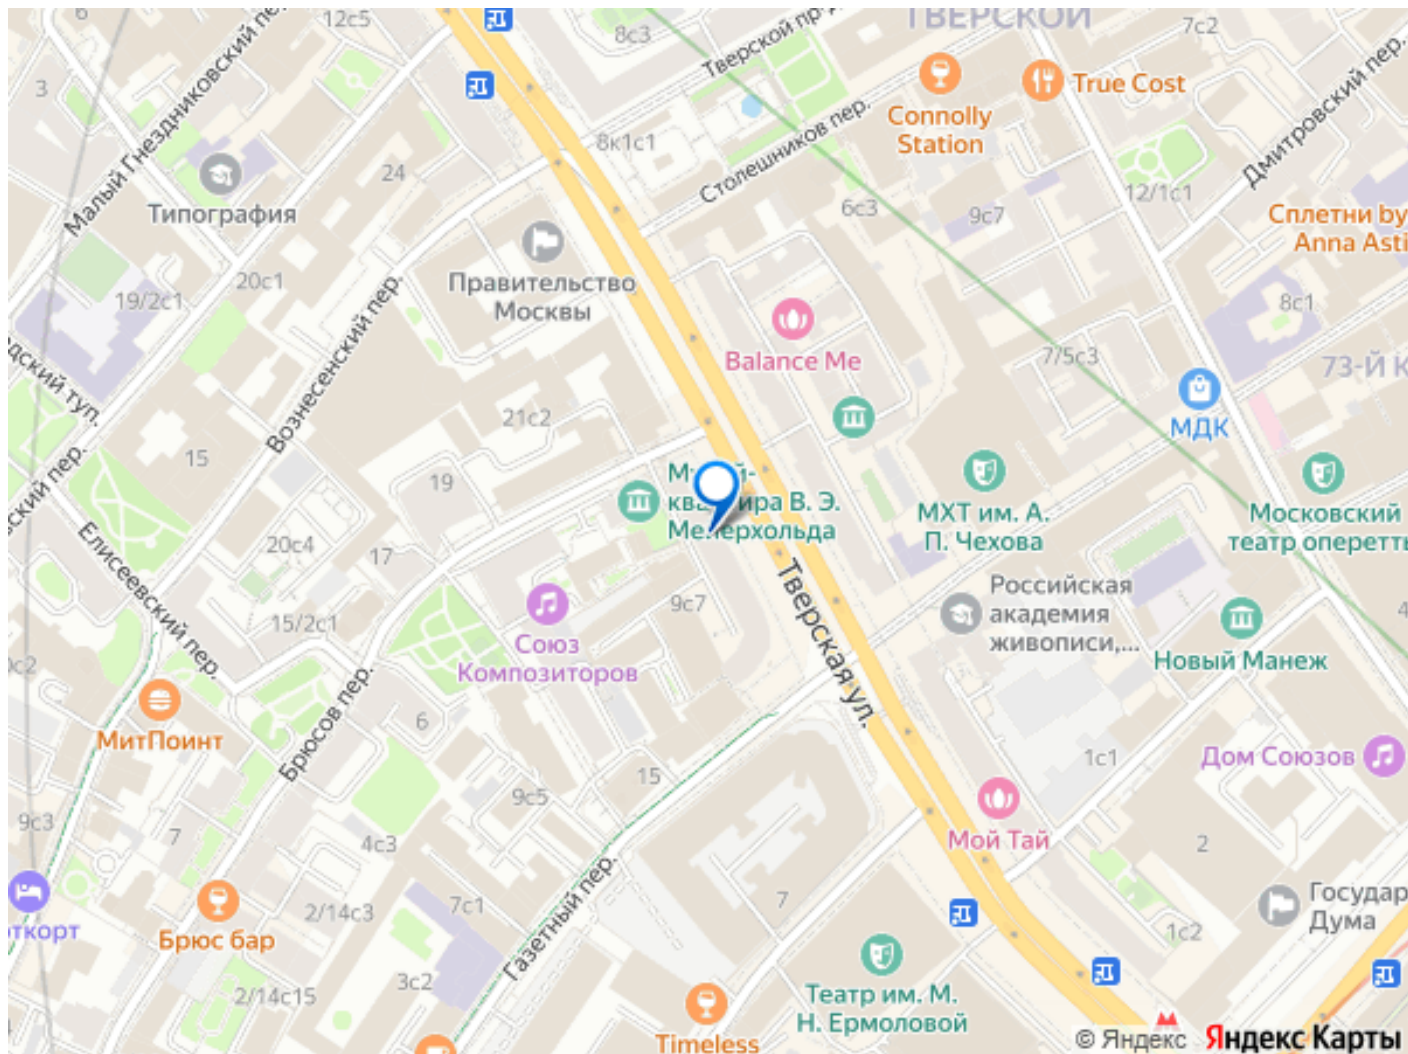 ТВЕРСКОЙ
12с5
8с3
7с2
Тверской пр-д
True Cost
Connolly
Station
3
Малый Гнездниковский пер.
8к1с1
24
Столешников пер.
Дмитровский пер.
12/1с1
Типография
6с3
9с7
Сплетни by
Anna Asti
Правительство
Москвы
20с1
19/2с1
8с1
Вознесенский пер.
Balance Me
7/5с3
73-Й К
МДК
21с2
15
19
Музей-
квартира В. Э.
Мейерхольда
МХТ им. А.
П. Чехова
Московский
театр оперетты
Елисеевский пер.
20с4
17
Тверская ул.
Российская
академия
живописи,...
9с7
15/2с1
Союз
Композиторов
Новый Манеж
МитПоинт
Брюсов пер.
6
1с1
Дом Союзов
15
9с5
9с3
7
4с3
Мой Тай
2
7
Государ
Дума
2/14с3
7с1
Брюс бар
Газетный пер.
1с2
3с2
2/14с15
Театр им. М.
Н. Ермоловой
Timeless
© Яндекс Яндекс Карты